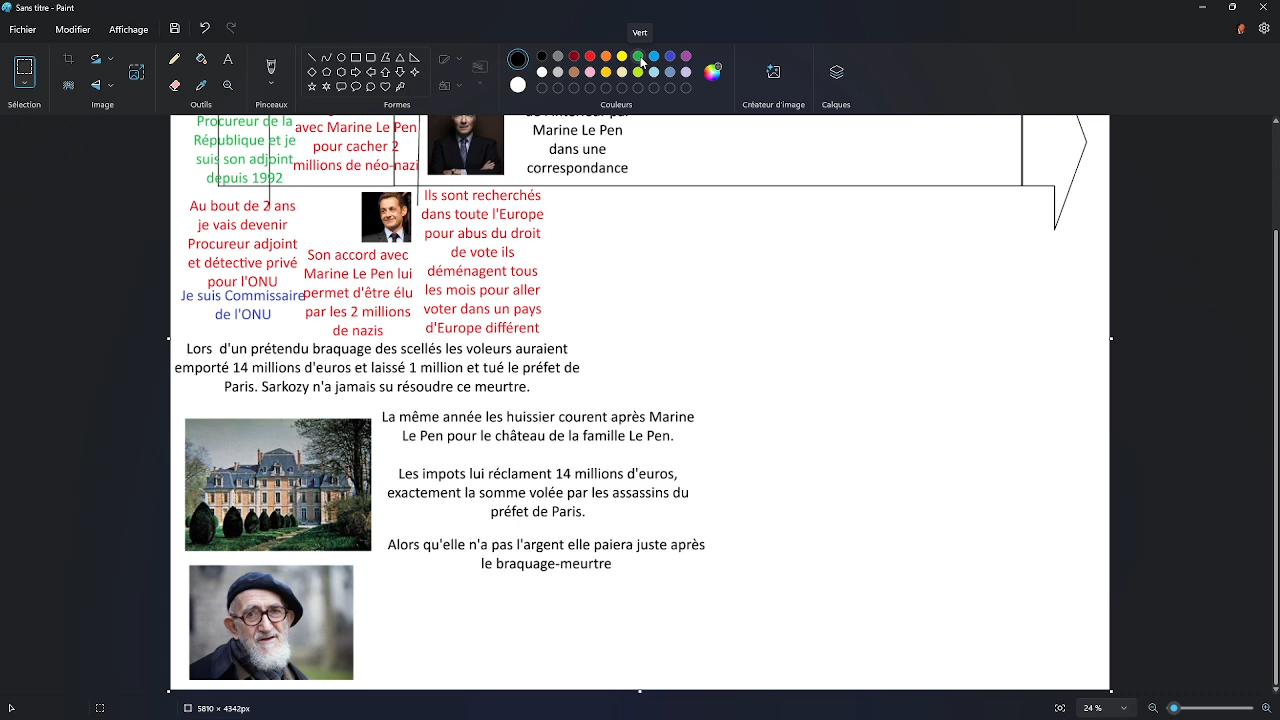 Sans titre - Paint
Fichier Modifier Affichage
Vert
Sélection Image Outils Pinceaux Formes Couleurs Créateur d'image Calques
Procureur de la
République et je
suis son adjoint
depuis 1992
avec Marine Le Pen
pour cacher 2
millions de néo-nazi
Marine Le Pen
dans une
correspondance
Au bout de 2 ans
je vais devenir
Procureur adjoint
et détective privé
pour l'ONU
Je suis Commissaire
de l'ONU
Son accord avec
Marine Le Pen lui
permet d'être élu
par les 2 millions
de nazis
Ils sont recherchés
dans toute l'Europe
pour abus du droit
de vote ils
déménagent tous
les mois pour aller
voter dans un pays
d'Europe différent
Lors d'un prétendu braquage des scellés les voleurs auraient
emporté 14 millions d'euros et laissé 1 million et tué le préfet de
Paris. Sarkozy n'a jamais su résoudre ce meurtre.
La même année les huissier courent après Marine
Le Pen pour le château de la famille Le Pen.
Les impots lui réclament 14 millions d'euros,
exactement la somme volée par les assassins du
préfet de Paris.
Alors qu'elle n'a pas l'argent elle paiera juste après
le braquage-meurtre
5810 × 4342px
24 %